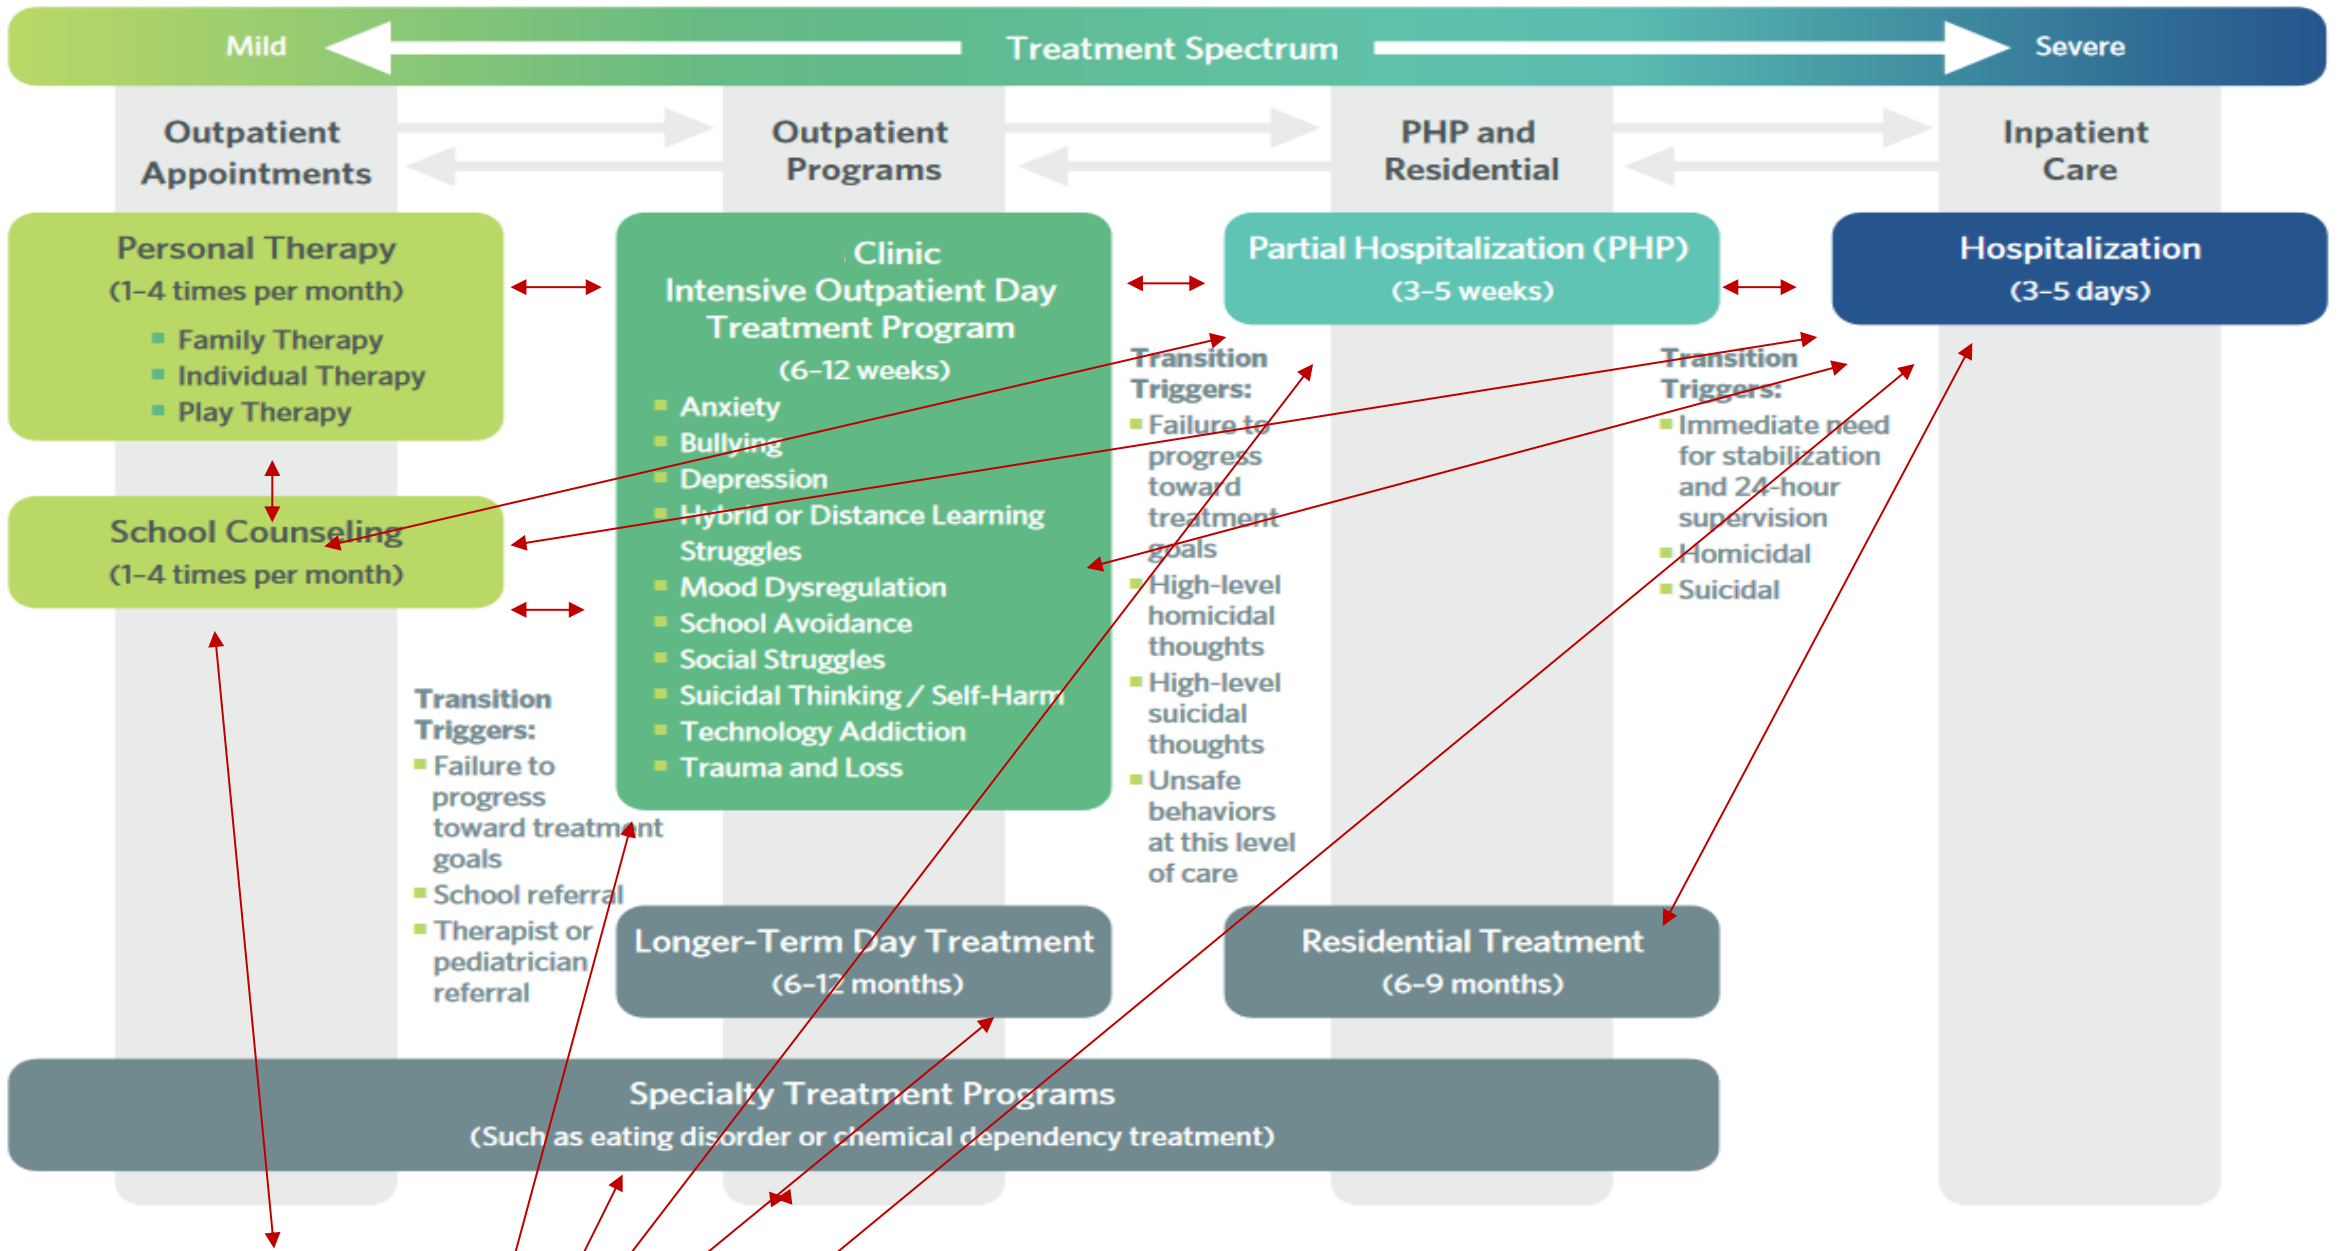 Mild
Treatment Spectrum
Severe
Outpatient
Appointments
Outpatient
Programs
PHP and
Residential
Inpatient
Care
Personal Therapy
(1–4 times per month)
Family Therapy
Individual Therapy
Play Therapy
School Counseling
(1–4 times per month)
Transition
Triggers:
Failure to
progress
toward treatment
goals
School referral
Therapist or
pediatrician
referral
Clinic
Intensive Outpatient Day
Treatment Program
(6–12 weeks)
Anxiety
Bullying
Depression
Hybrid or Distance Learning
Struggles
Mood Dysregulation
School Avoidance
Social Struggles
Suicidal Thinking / Self-Harm
Technology Addiction
Trauma and Loss
Longer-Term Day Treatment
(6–12 months)
Partial Hospitalization (PHP)
(3–5 weeks)
Transition
Triggers:
Failure to
progress
toward
treatment
goals
High-level
homicidal
thoughts
High-level
suicidal
thoughts
Unsafe
behaviors
at this level
of care
Residential Treatment
(6–9 months)
Hospitalization
(3–5 days)
Transition
Triggers:
Immediate need
for stabilization
and 24-hour
supervision
Homicidal
Suicidal
Specialty Treatment Programs
(Such as eating disorder or chemical dependency treatment)